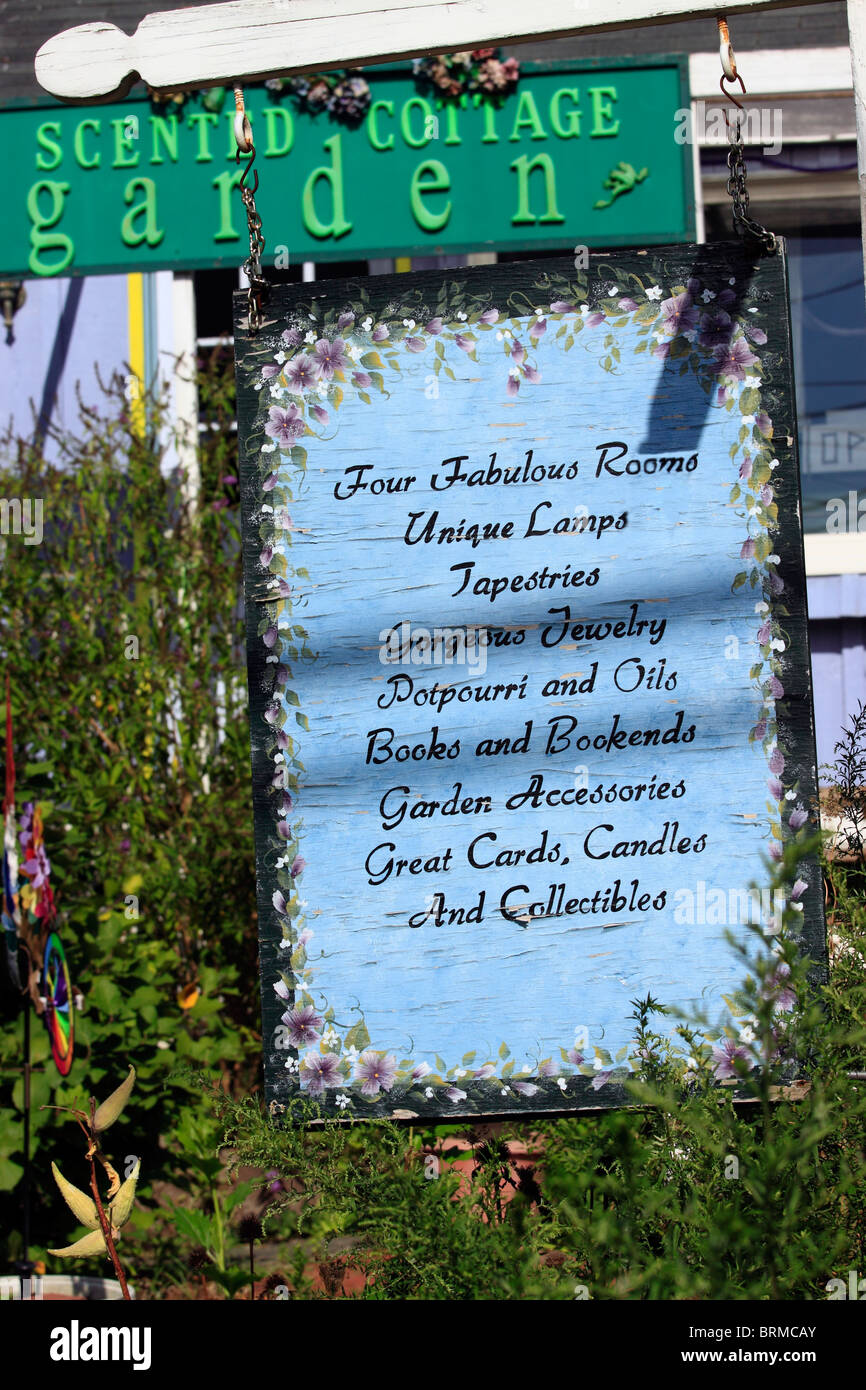 SCENTED COTTAGE
garden
Four Fabulous Rooms
Unique Lamps
Tapestries
Gorgeous Jewelry
Potpourri and Oils
Books and Bookends
Garden Accessories
Great Cards, Candles
And Collectibles
alamy
alamy
Image ID: BRMCAY
www.alamy.com